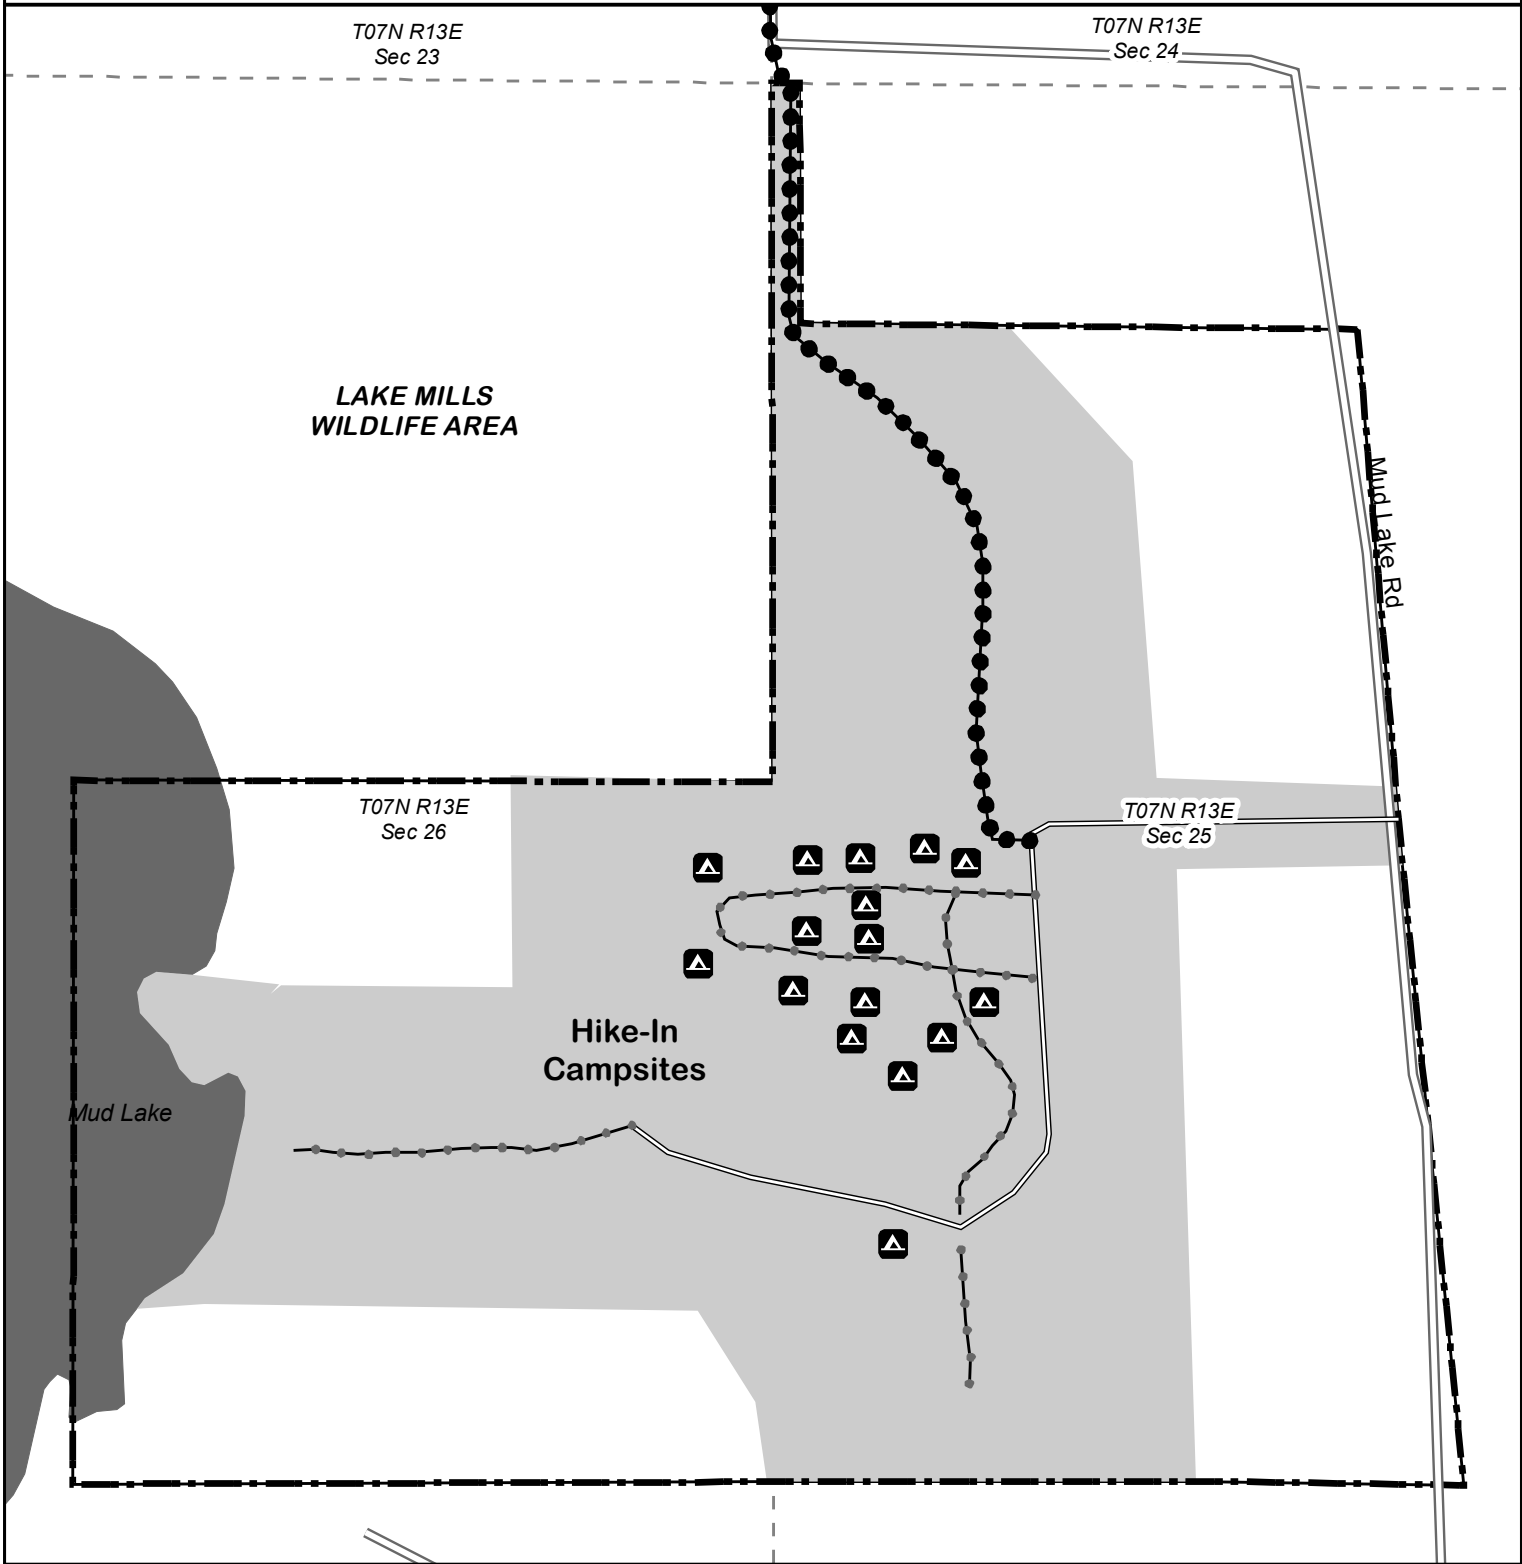 T07N R13E
Sec 23
T07N R13E
Sec 24
LAKE MILLS
WILDLIFE AREA
Mud Lake Rd
T07N R13E
Sec 26
T07N R13E
Sec 25
Hike-In
Campsites
Mud Lake